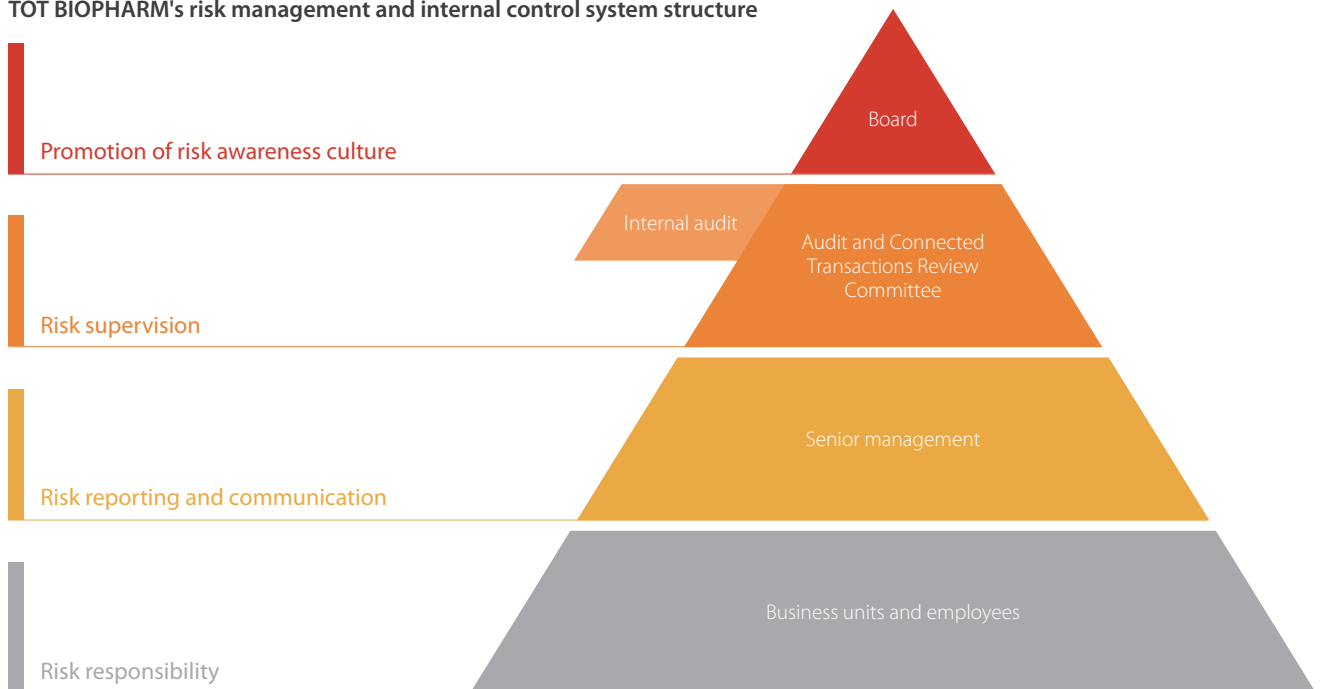 TOT BIOPHARM's risk management and internal control system structure
Board
Promotion of risk awareness culture
Internal audit
Audit and Connected
Transactions Review
Committee
Risk supervision
Senior management
Risk reporting and communication
Business units and employees
Risk responsibility